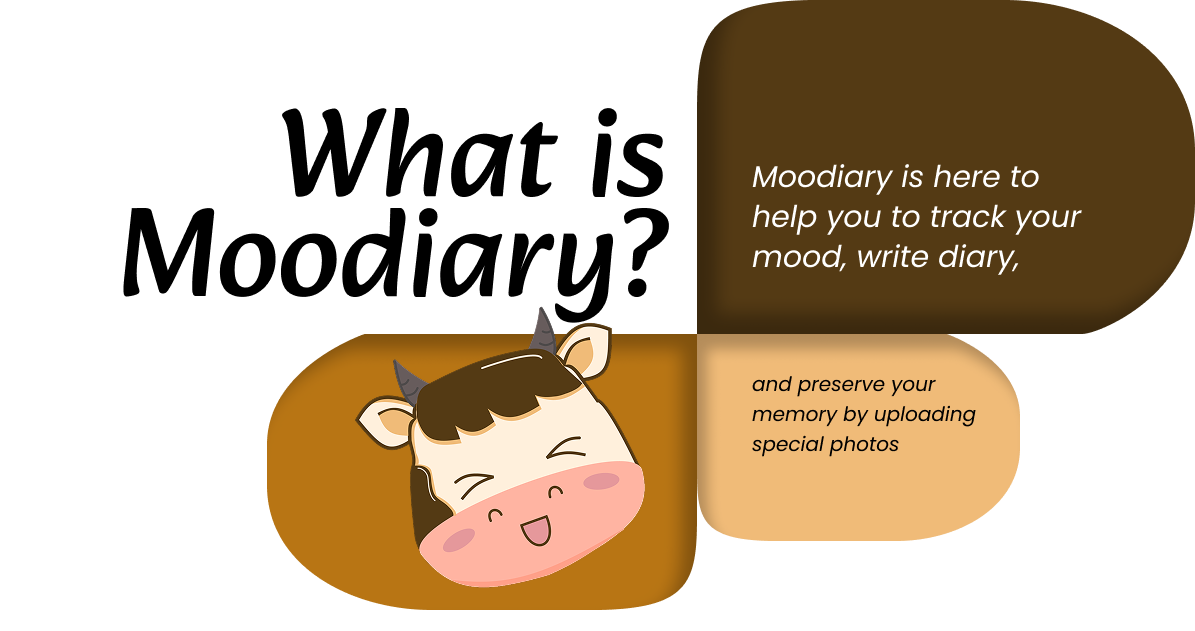 What is
Moodiary?
Moodiary is here to
help you to track your
mood, write diary,
and preserve your
memory by uploading
special photos